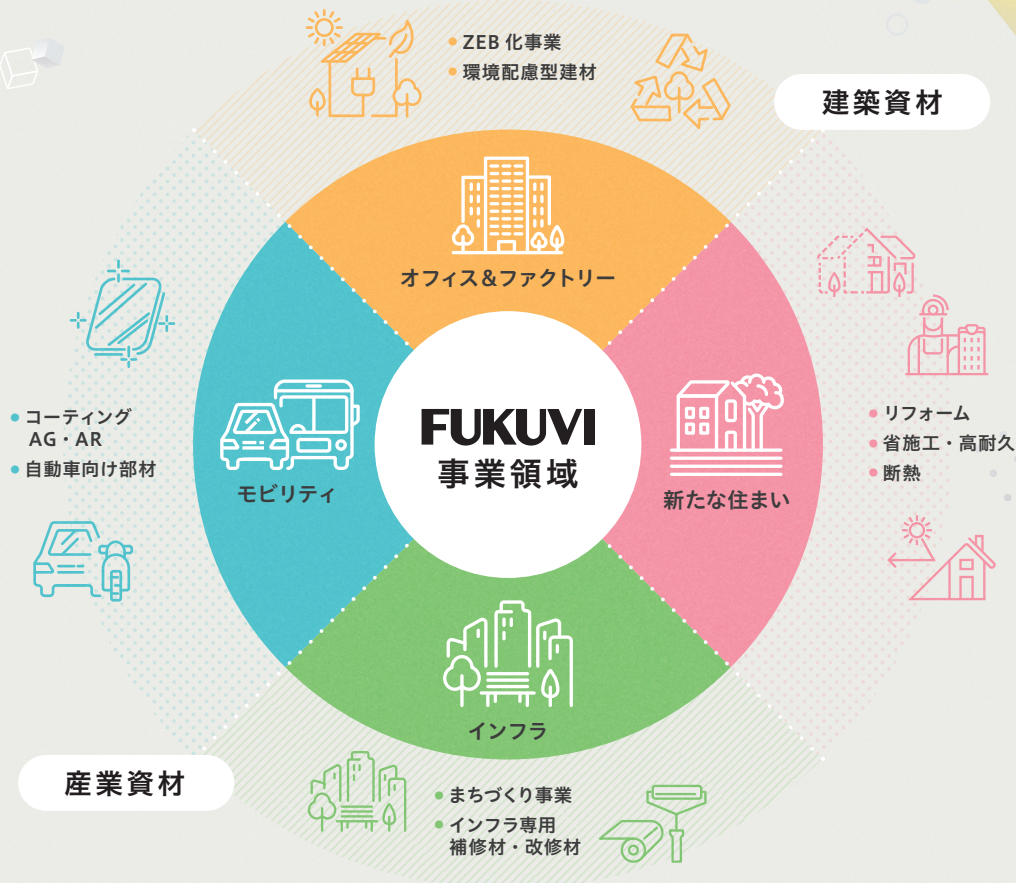 ZEB 化事業
環境配慮型建材
建築資材
オフィス&ファクトリー
コーティング
AG・AR
自動車向け部材
モビリティ
FUKUVI
事業領域
新たな住まい
リフォーム
省施工・高耐久
断熱
インフラ
産業資材
まちづくり事業
インフラ専用
補修材・改修材